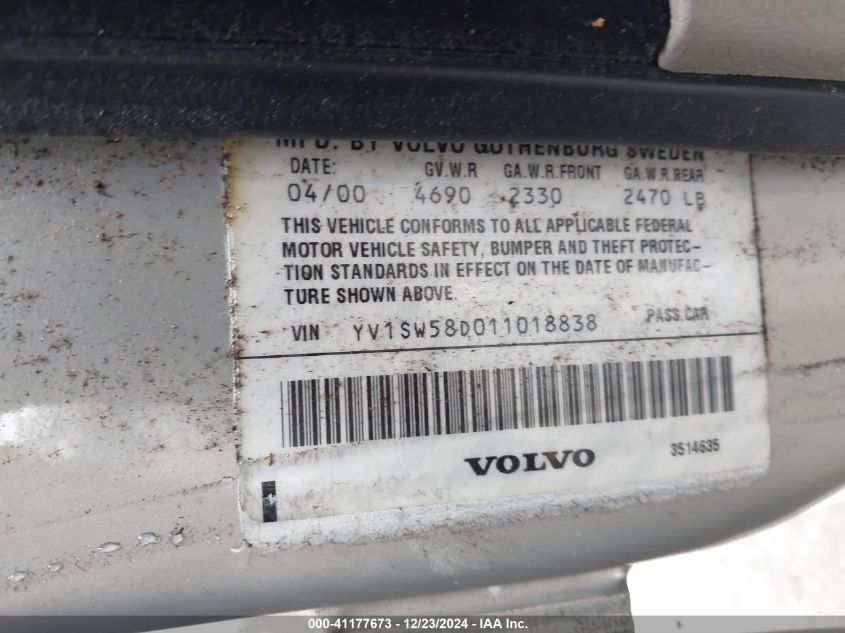 MFD. BY VOLVO GOTHENBURG SWEDEN
DATE: GV.W.R GA.W.R.FRONT GA.W.R.REAR
04/00 4690 2330 2470 LB
THIS VEHICLE CONFORMS TO ALL APPLICABLE FEDERAL
MOTOR VEHICLE SAFETY, BUMPER AND THEFT PROTEC-
TION STANDARDS IN EFFECT ON THE DATE OF MANUFAC-
TURE SHOWN ABOVE.
VIN YV1SW58D011018838 PASS.CAR
VOLVO 3514635
000-41177673 - 12/23/2024 - IAA Inc.